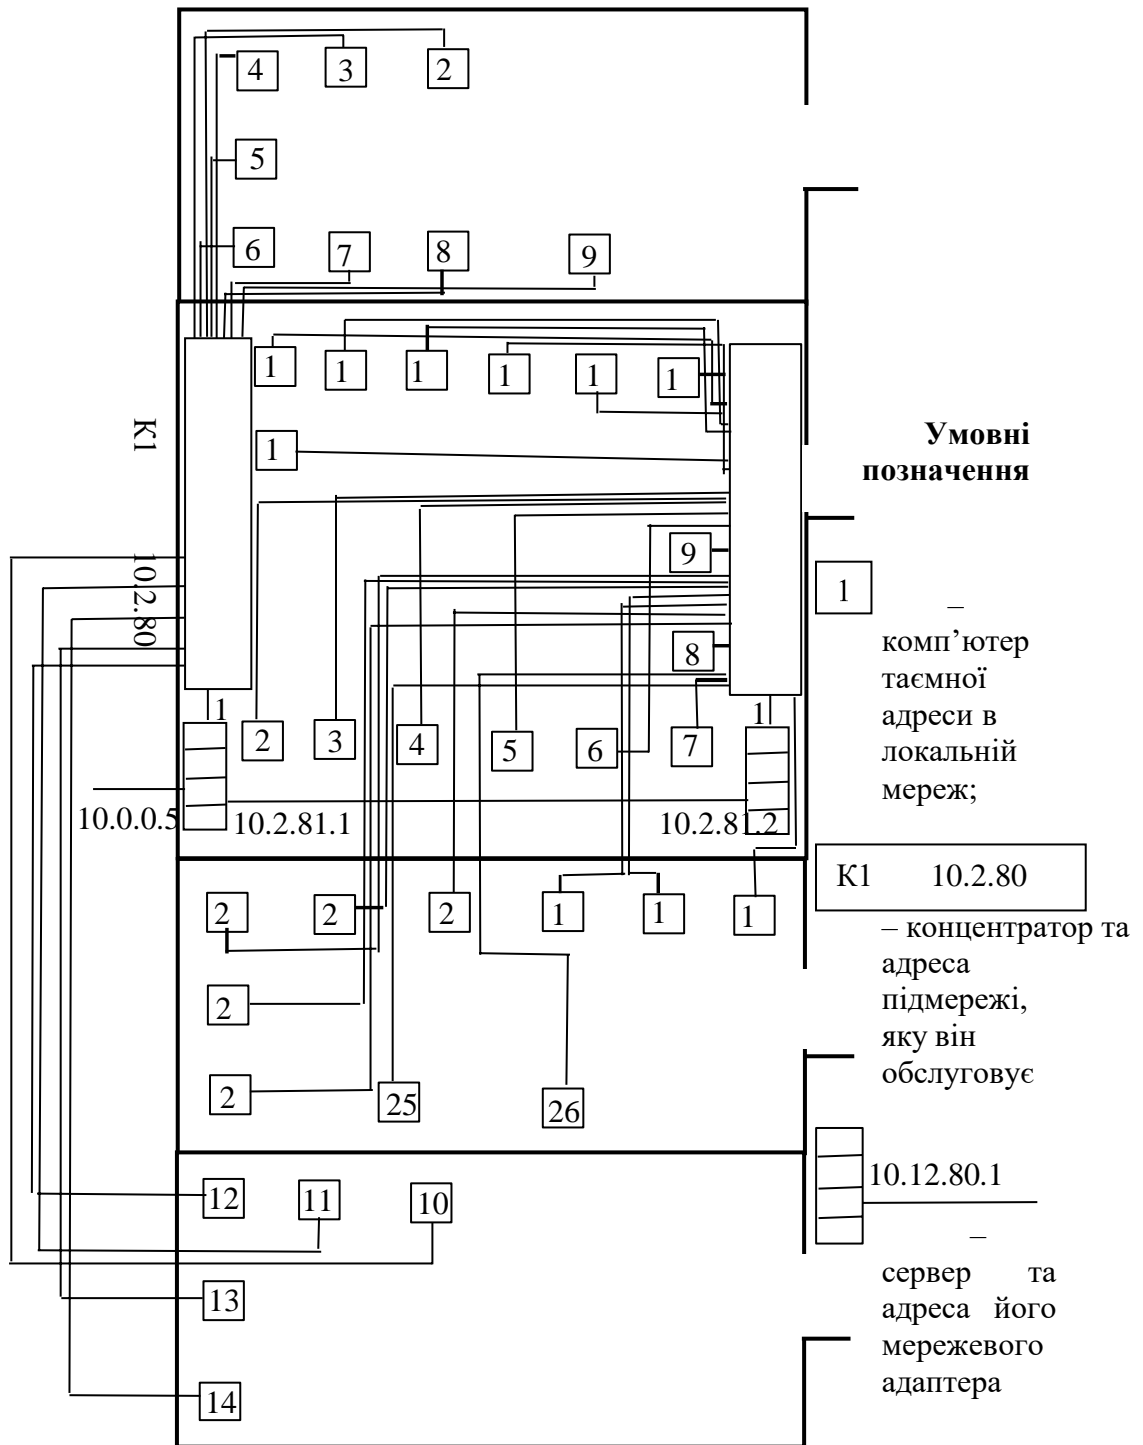 4 3 2
5
6 7 8 9
1 1 1 1 1 1
К1
1
Умовні
позначення
9
10.2.80
1
–
комп’ютер
8
таємної
1
1
адреси в
2 3 4 5 6 7
локальній
мереж;
10.0.0.5
10.2.81.1
10.2.81.2
К1 10.2.80
2 2 2 1 1 1
– концентратор та
адреса
2
підмережі,
яку він
обслуговує
2 25 26
10.12.80.1
12 11 10
–
сервер та
13
адреса його
мережевого
адаптера
14